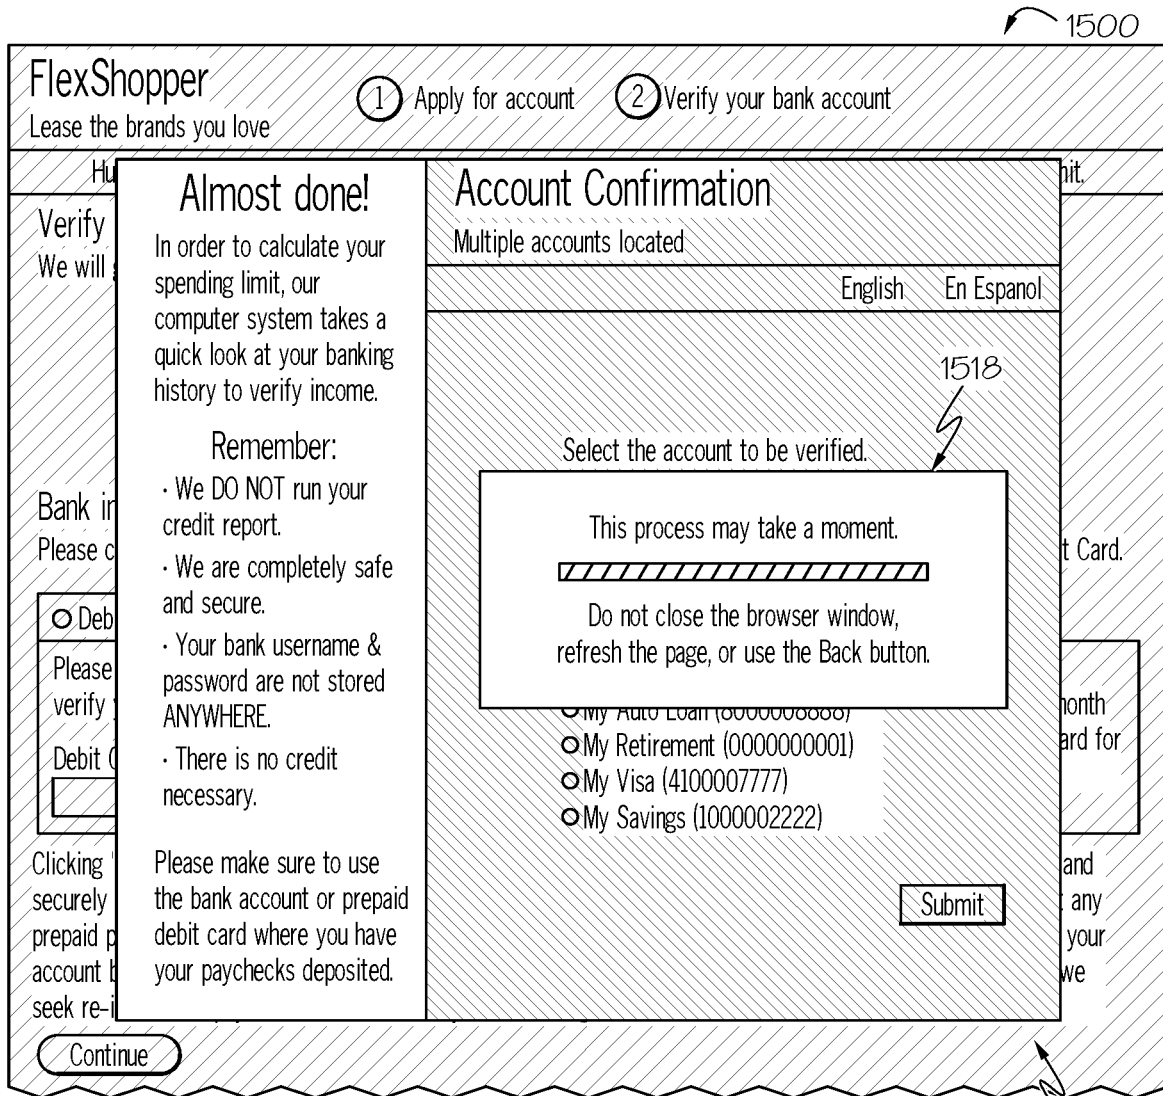 1500
FlexShopper
Lease the brands you love
1 Apply for account 2 Verify your bank account
Almost done!
In order to calculate your
spending limit, our
computer system takes a
quick look at your banking
history to verify income.
Remember:
· We DO NOT run your
credit report.
· We are completely safe
and secure.
· Your bank username &
password are not stored
ANYWHERE.
· There is no credit
necessary.
Please make sure to use
the bank account or prepaid
debit card where you have
your paychecks deposited.
Account Confirmation
Multiple accounts located
English En Espanol
1518
Select the account to be verified.
This process may take a moment.
Do not close the browser window,
refresh the page, or use the Back button.
My Auto Loan (8000008888)
My Retirement (0000000001)
My Visa (4100007777)
My Savings (1000002222)
Submit
Verify
We will
Bank
Please
t Card.
Please
verify
ard for
Debit
Clicking
and
securely
any
prepaid
your
account
we
seek
Continue